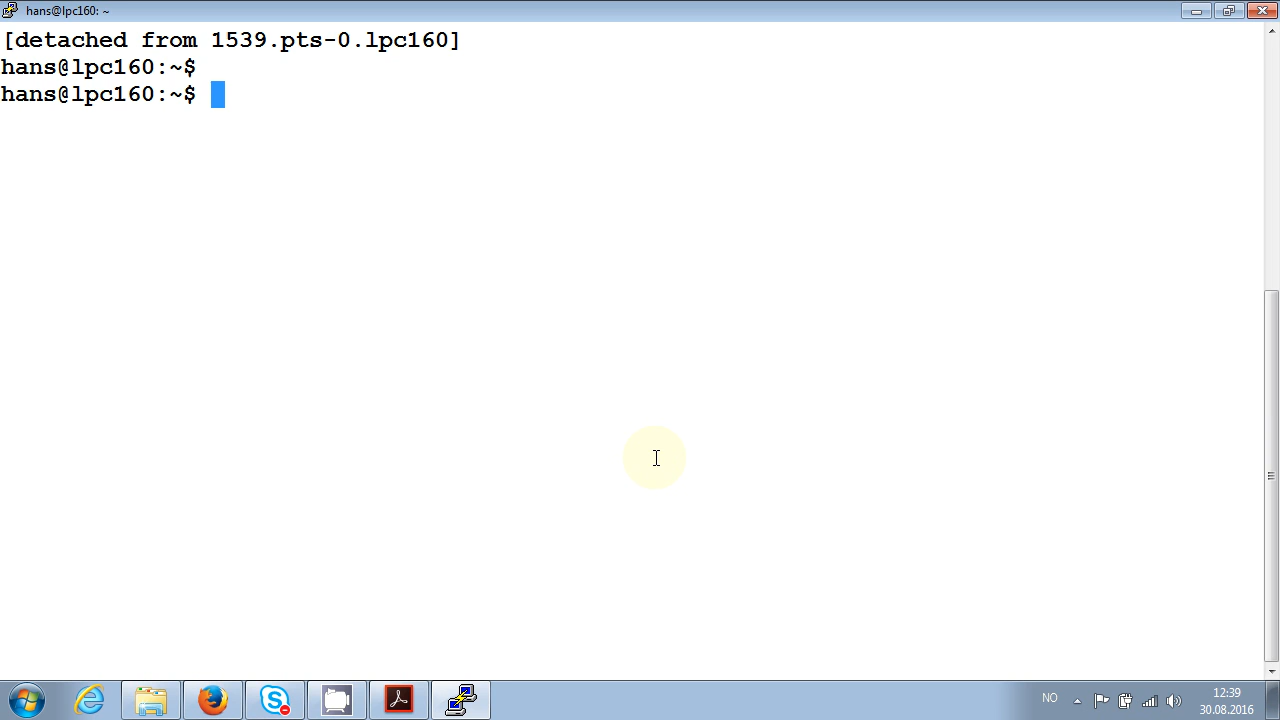 hans@lpc160: ~
[detached from 1539.pts-0.lpc160]
hans@lpc160:~$
hans@lpc160:~$
NO
12:39
30.08.2016